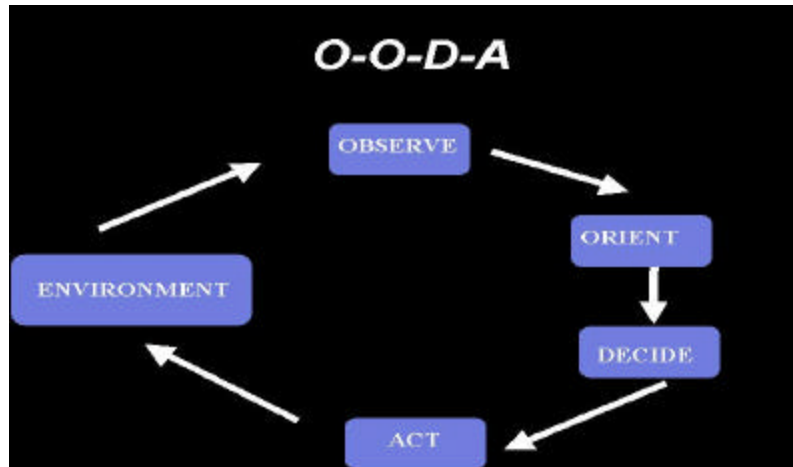 O-O-D-A
OBSERVE
ORIENT
DECIDE
ACT
ENVIRONMENT